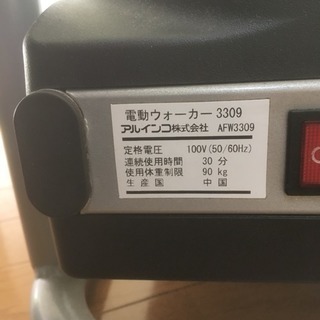 電動ウォーカー 3309
アルインコ株式会社 AFW3309
定格電圧 100V(50/60Hz)
連続使用時間 30 分
使用体重制限 90 kg
生産国 中国